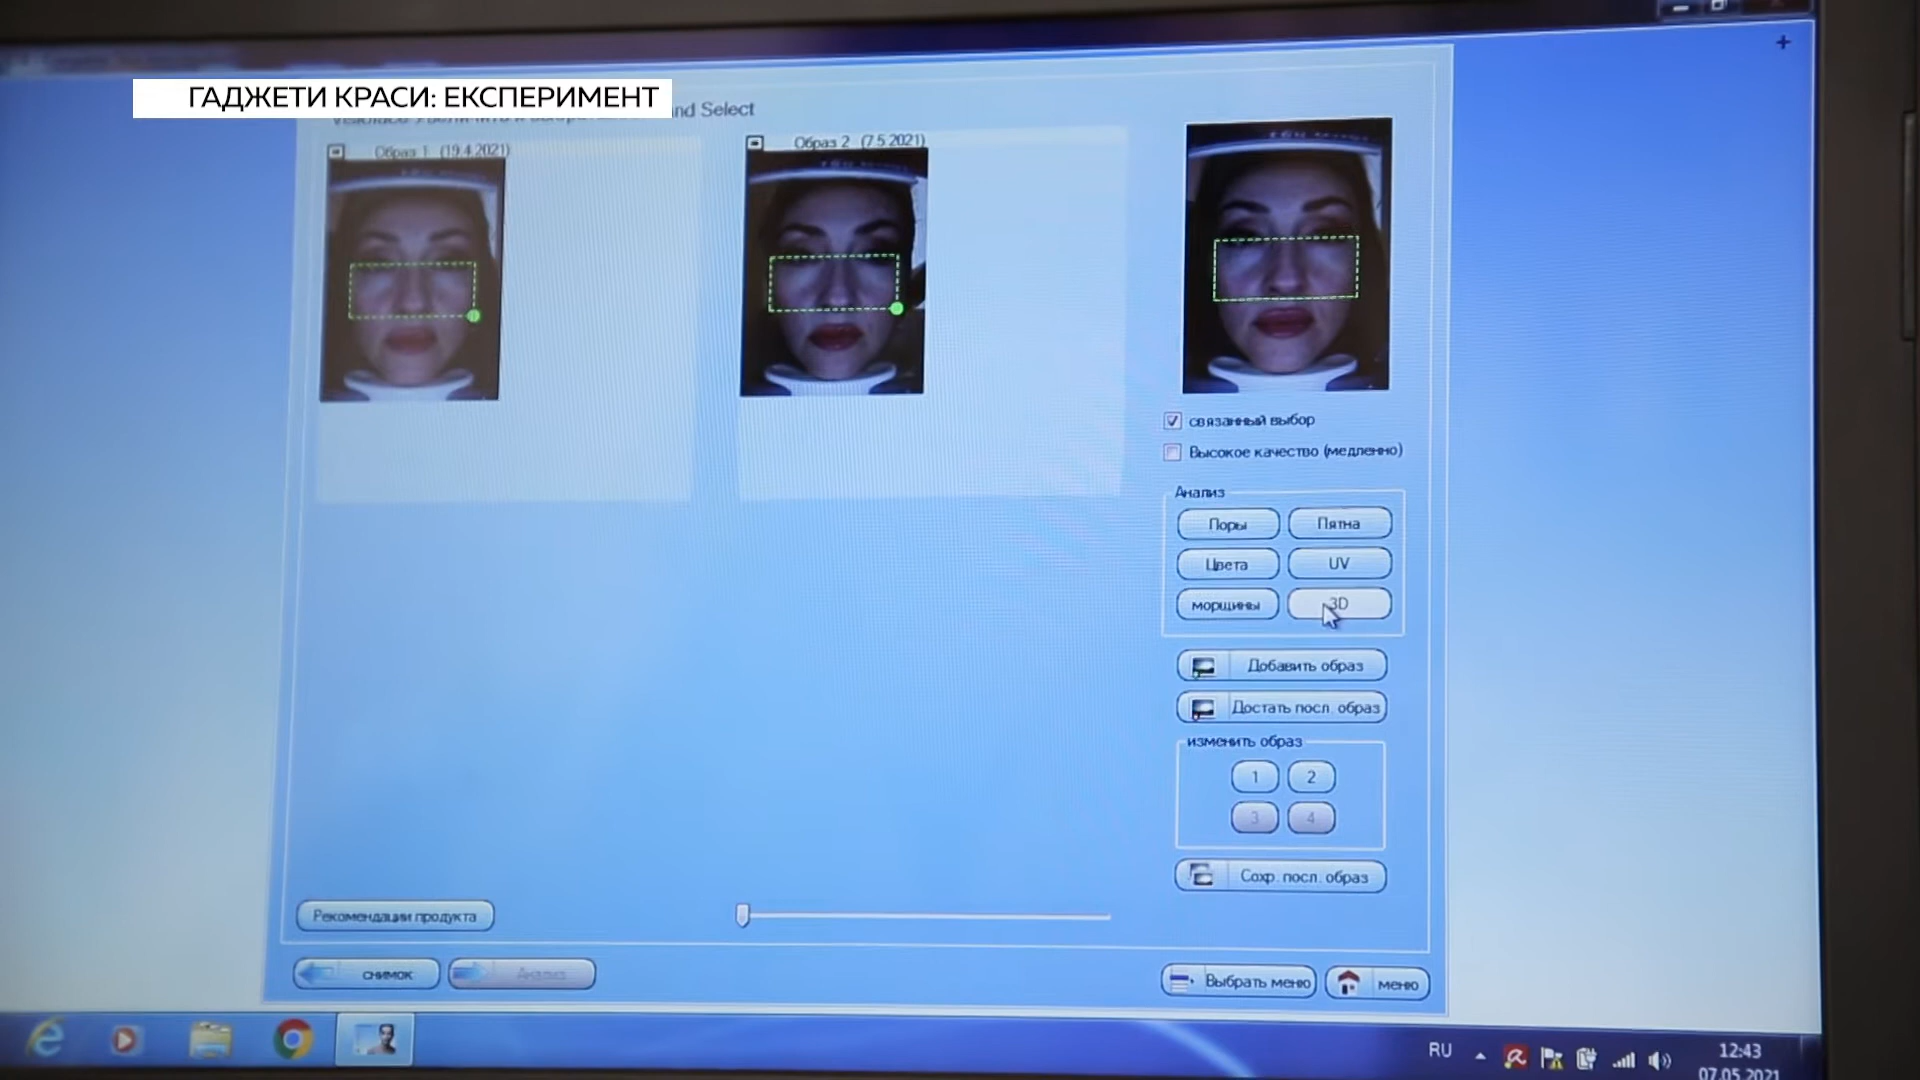 ГАДЖЕТИ КРАСИ: ЕКСПЕРИМЕНТ
nd Select
Образ 1 (19.4.2021)
Образ 2 (7.5.2021)
связанный выбор
Высокое качество (медленно)
Анализ
Поры
Пятна
Цвета
UV
морщины
3D
Добавить образ
Достать посл. образ
изменить образ
1
2
3
4
Сохр. посл. образ
Рекомендации продукта
снимок
Анализ
Выбрать меню
меню
RU
12:43
07.05.2021